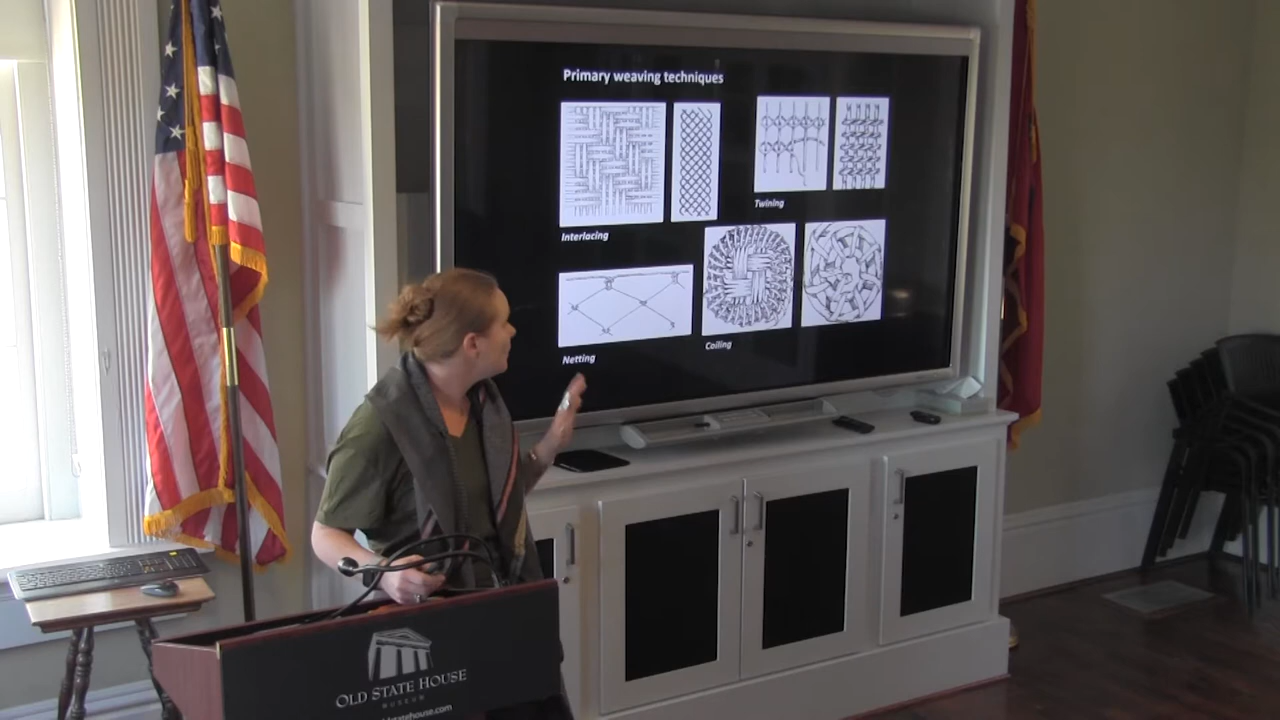 Primary weaving techniques
Interlacing
Twining
Netting
Coiling
OLD STATE HOUSE
MUSEUM